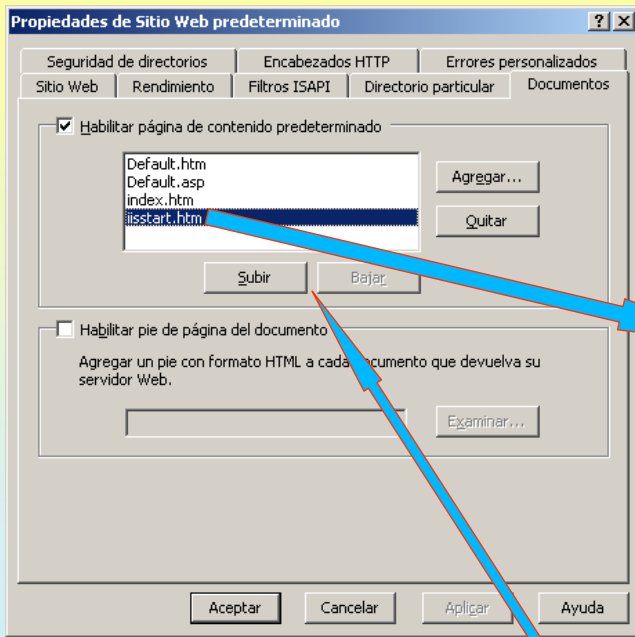 Propiedades de Sitio Web predeterminado
Seguridad de directorios
Encabezados HTTP
Errores personalizados
Sitio Web
Rendimiento
Filtros ISAPI
Directorio particular
Documentos
Habilitar página de contenido predeterminado
Default.htm
Default.asp
index.htm
iisstart.htm
Agregar...
Quitar
Subir
Bajar
Habilitar pie de página del documento
Agregar un pie con formato HTML a cada documento que devuelva su
servidor Web.
Examinar...
Aceptar
Cancelar
Aplicar
Ayuda